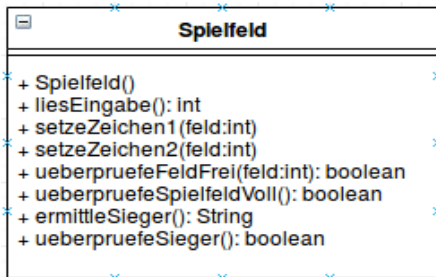 Spielfeld
+ Spielfeld()
+ liesEingabe(): int
+ setzeZeichen1(feld:int)
+ setzeZeichen2(feld:int)
+ ueberpruefeFeldFrei(feld:int): boolean
+ ueberpruefeSpielfeldVoll(): boolean
+ ermittleSieger(): String
+ ueberpruefeSieger(): boolean